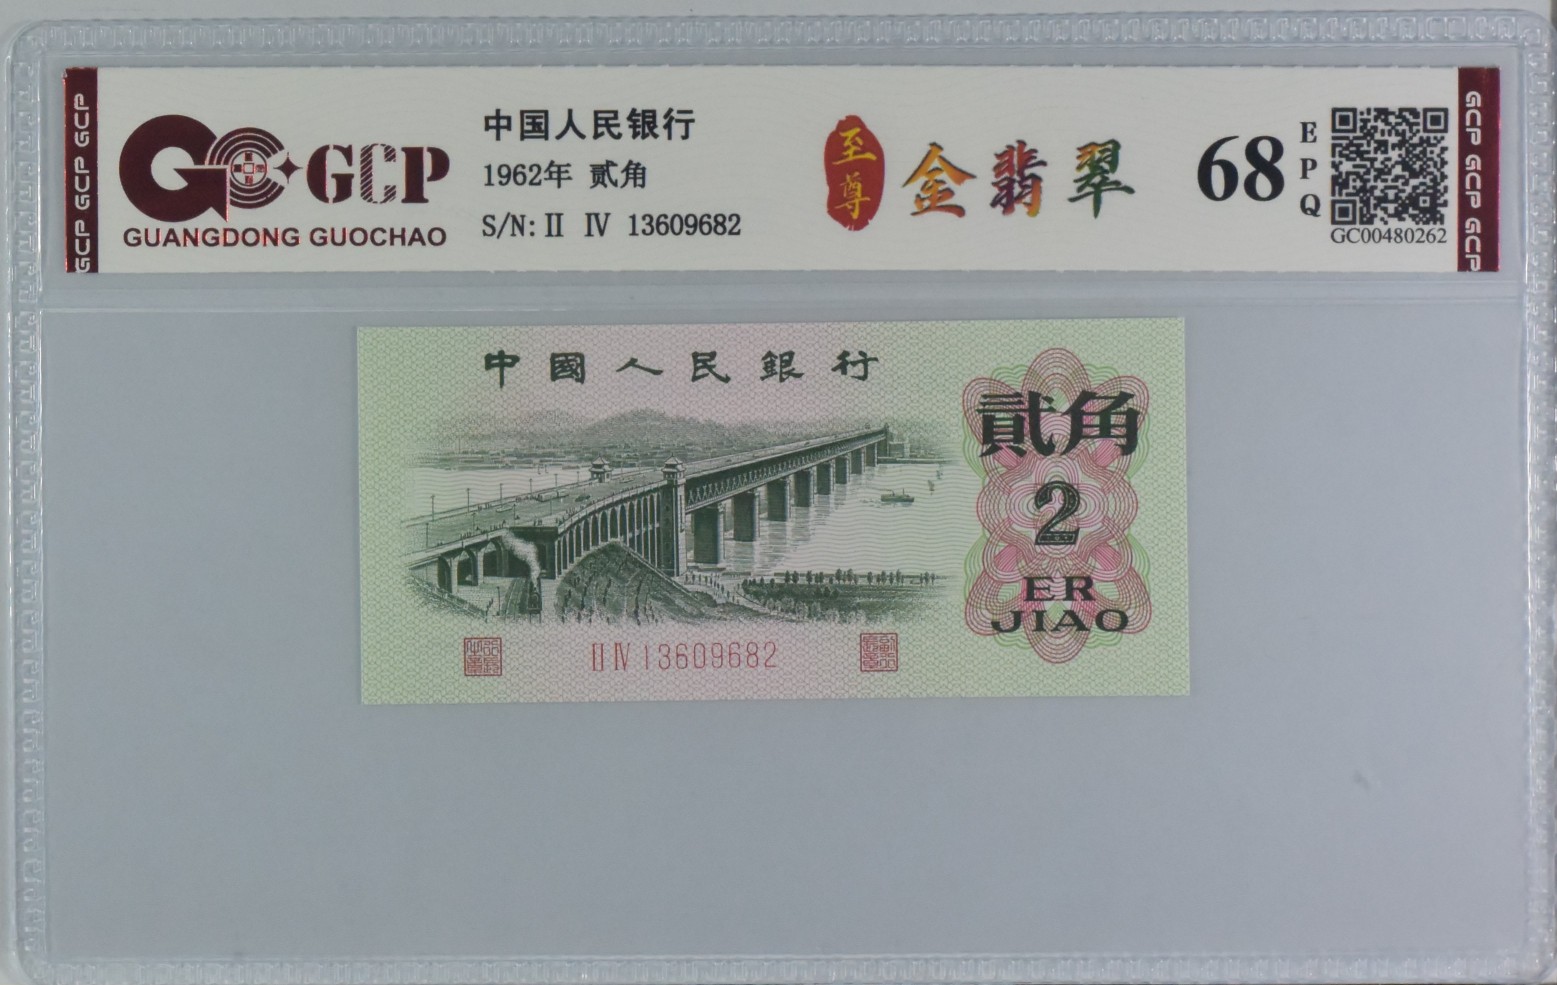 GCP GCP GCP
GCP
GUANGDONG GUOCHAO
中国人民银行
1962年 贰角
S/N: II IV 13609682
至尊
金翡翠
68
EPQ
GC00480262
GCP GCP GCP
中國人民銀行
貳角
2
ER
JIAO
II IV 13609682